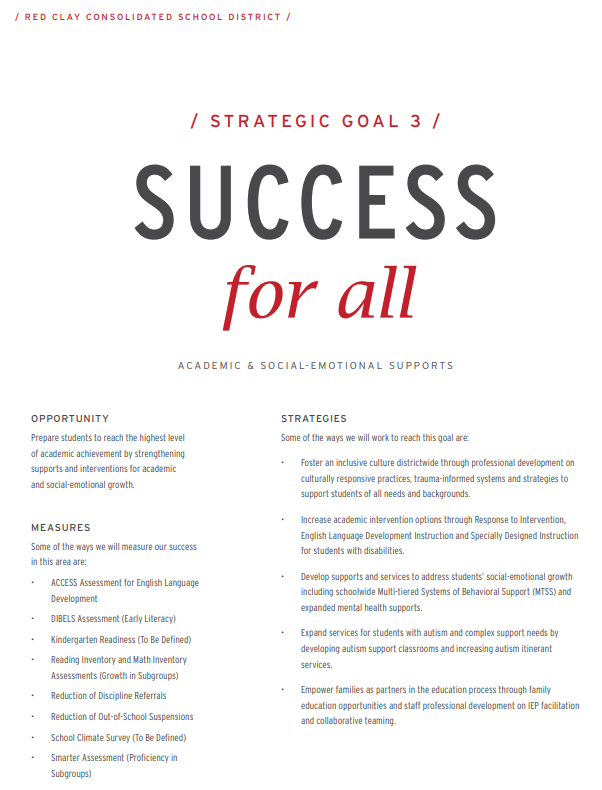 / RED CLAY CONSOLIDATED SCHOOL DISTRICT /
/ STRATEGIC GOAL 3 /
SUCCESS
for all
ACADEMIC & SOCIAL-EMOTIONAL SUPPORTS
OPPORTUNITY
Prepare students to reach the highest level
of academic achievement by strengthening
supports and interventions for academic
and social-emotional growth.
MEASURES
Some of the ways we will measure our success
in this area are:
• ACCESS Assessment for English Language
Development
• DIBELS Assessment (Early Literacy)
• Kindergarten Readiness (To Be Defined)
• Reading Inventory and Math Inventory
Assessments (Growth in Subgroups)
• Reduction of Discipline Referrals
• Reduction of Out-of-School Suspensions
• School Climate Survey (To Be Defined)
• Smarter Assessment (Proficiency in
Subgroups)
STRATEGIES
Some of the ways we will work to reach this goal are:
• Foster an inclusive culture districtwide through professional development on
culturally responsive practices, trauma-informed systems and strategies to
support students of all needs and backgrounds.
• Increase academic intervention options through Response to Intervention,
English Language Development Instruction and Specially Designed Instruction
for students with disabilities.
• Develop supports and services to address students' social-emotional growth
including schoolwide Multi-tiered Systems of Behavioral Support (MTSS) and
expanded mental health supports.
• Expand services for students with autism and complex support needs by
developing autism support classrooms and increasing autism itinerant
services.
• Empower families as partners in the education process through family
education opportunities and staff professional development on IEP facilitation
and collaborative teaming.